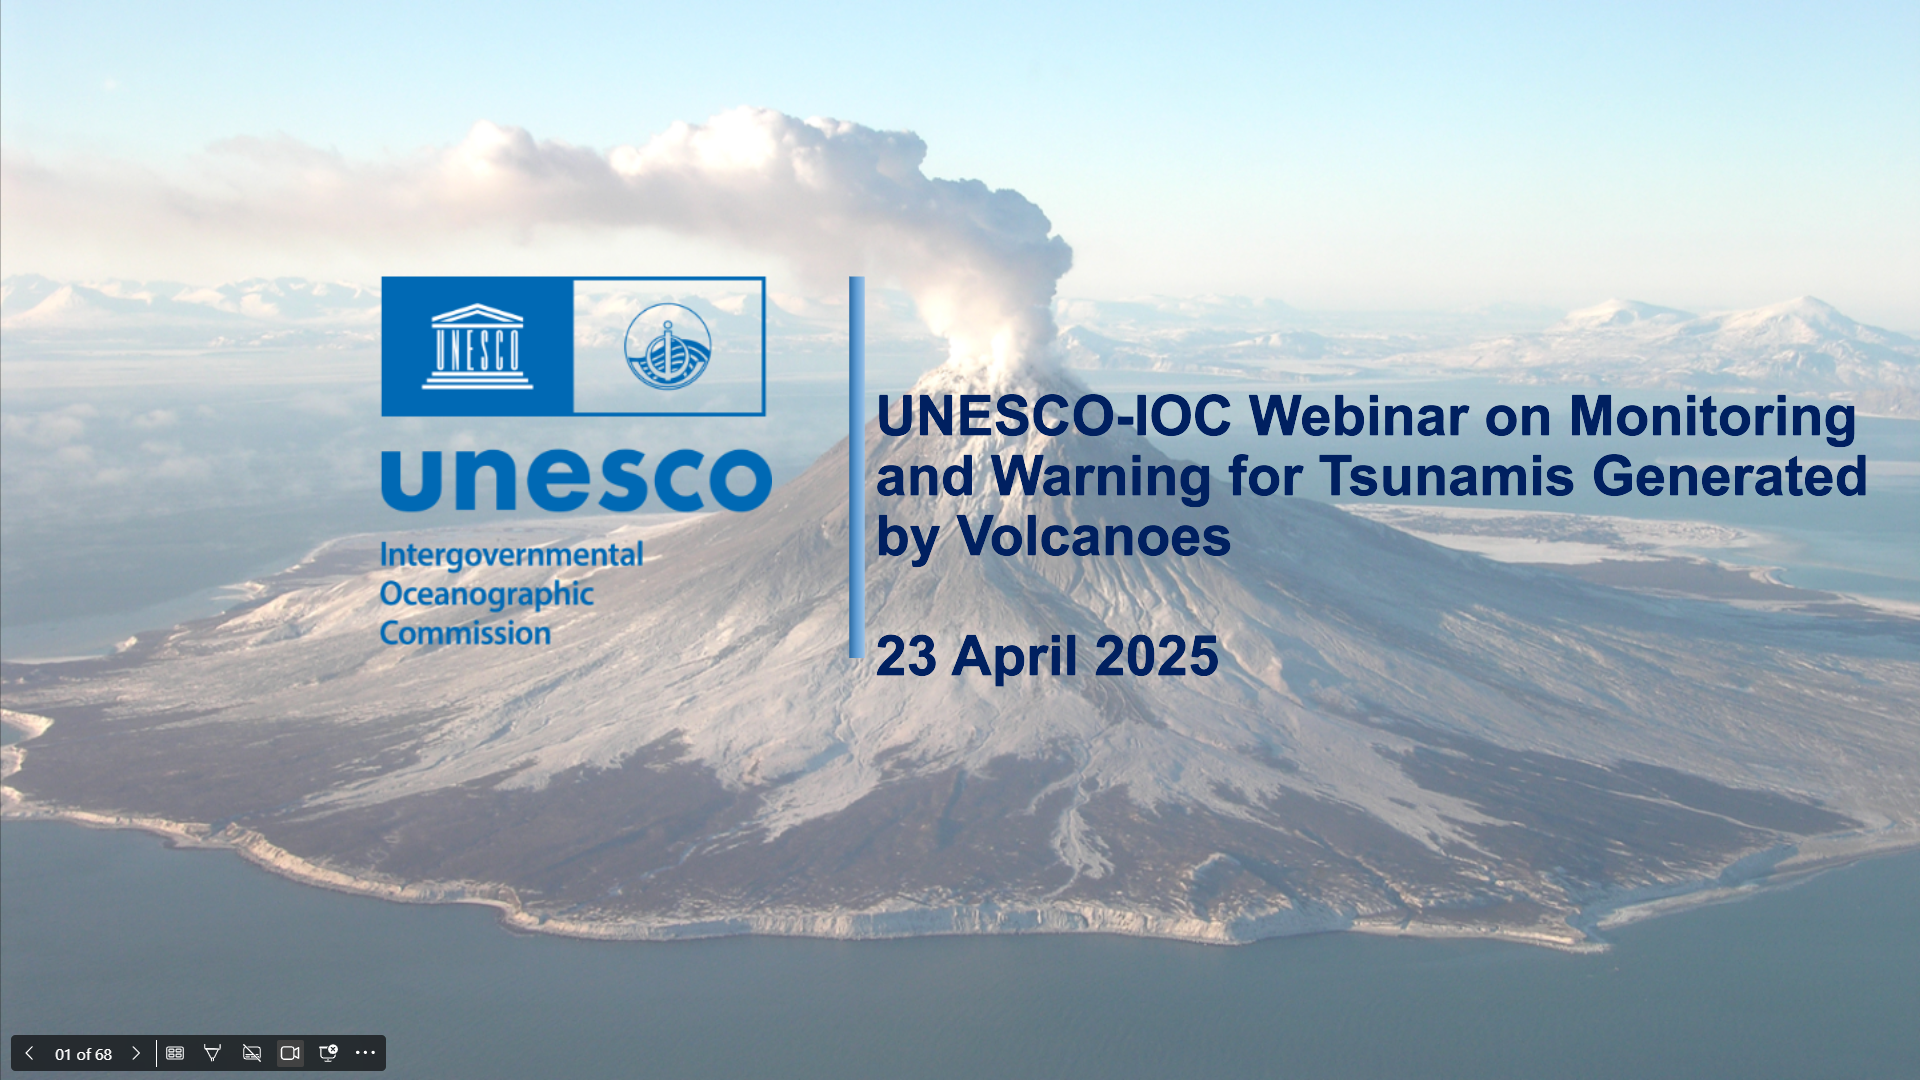 UNESCO
unesco
Intergovernmental
Oceanographic
Commission
UNESCO-IOC Webinar on Monitoring
and Warning for Tsunamis Generated
by Volcanoes
23 April 2025
01 of 68